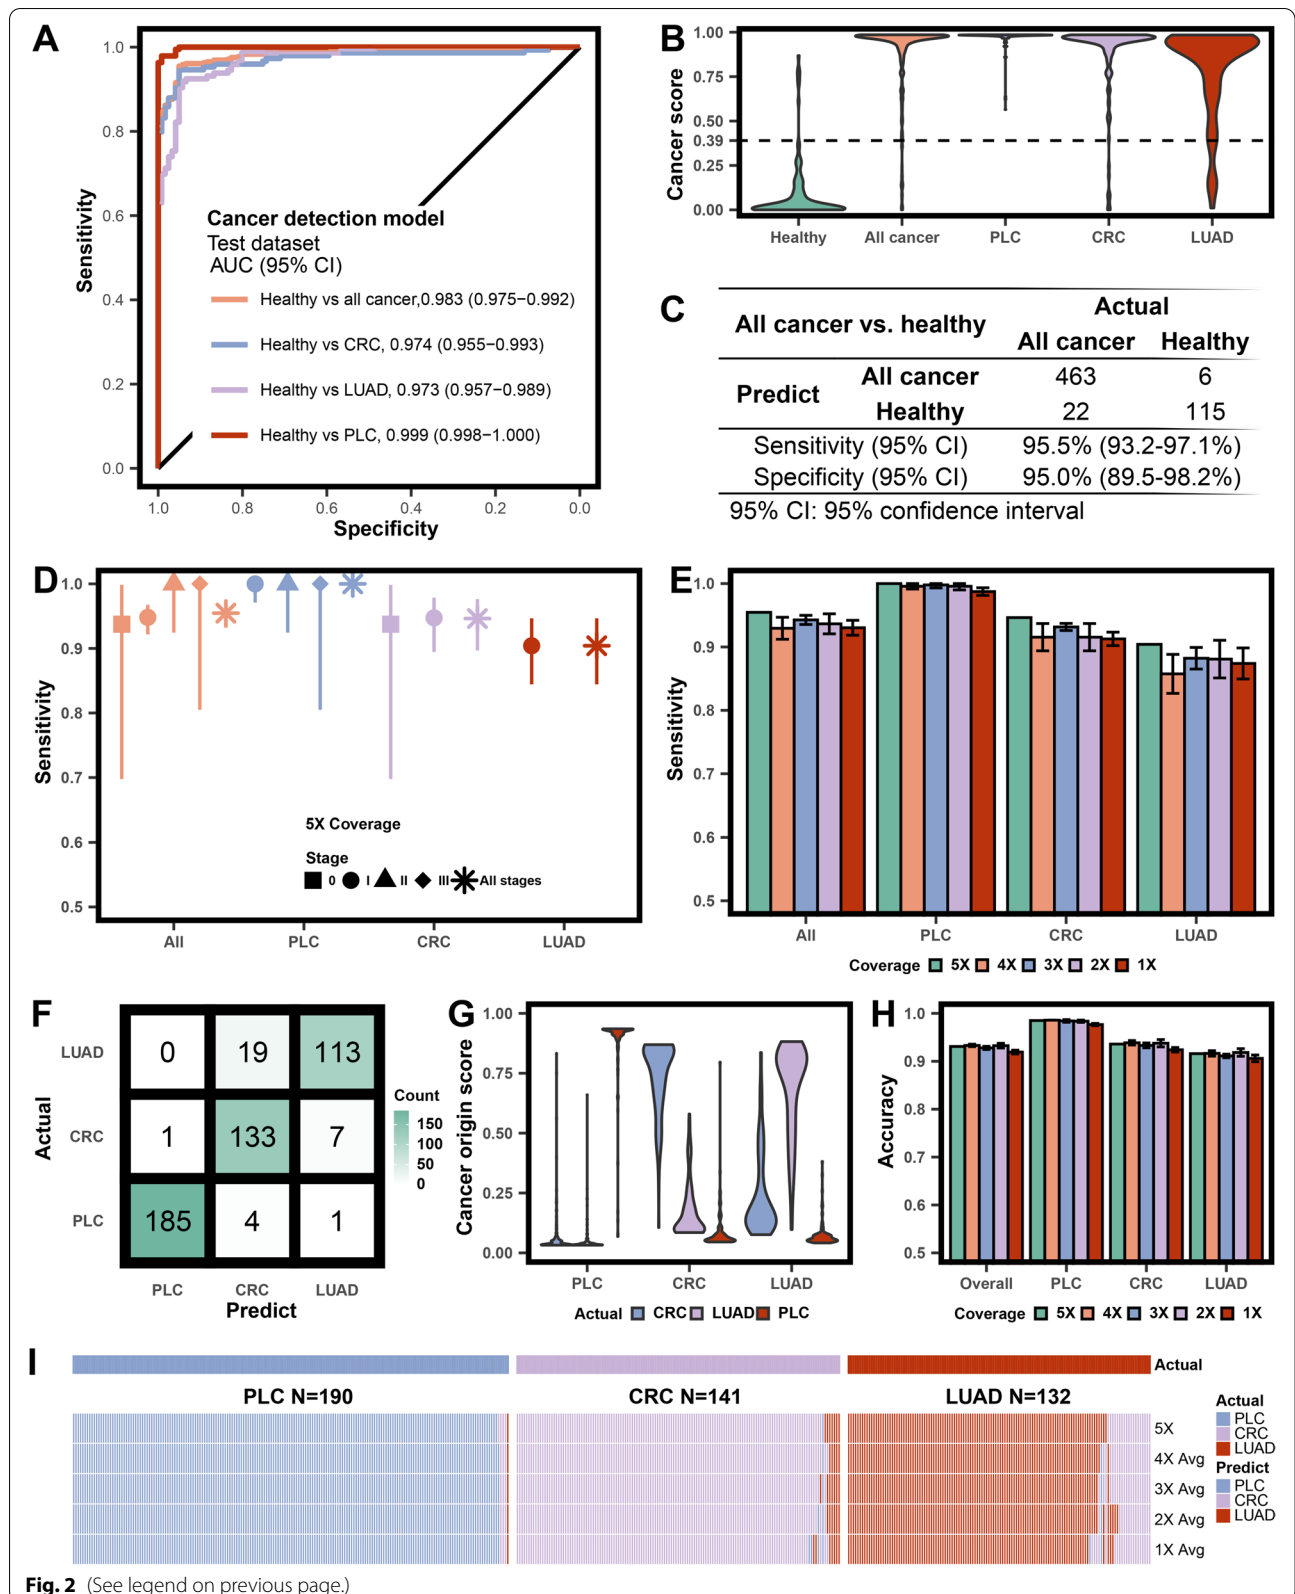 A
1.0
0.8
0.6
0.4
0.2
0.0
Sensitivity
Cancer detection model
Test dataset
AUC (95% CI)
Healthy vs all cancer,0.983 (0.975−0.992)
Healthy vs CRC, 0.974 (0.955−0.993)
Healthy vs LUAD, 0.973 (0.957−0.989)
Healthy vs PLC, 0.999 (0.998−1.000)
1.0 0.8 0.6 0.4 0.2 0.0
Specificity
B
1.00
0.75
0.50
0.39
0.25
0.00
Cancer score
Healthy All cancer PLC CRC LUAD
C
All cancer vs. healthy Actual
All cancer Healthy
Predict All cancer 463 6
Healthy 22 115
Sensitivity (95% CI) 95.5% (93.2-97.1%)
Specificity (95% CI) 95.0% (89.5-98.2%)
95% CI: 95% confidence interval
D
1.0
0.9
0.8
0.7
0.6
0.5
Sensitivity
5X Coverage
Stage
0 I II III All stages
All PLC CRC LUAD
E
1.0
0.9
0.8
0.7
0.6
0.5
Sensitivity
All PLC CRC LUAD
Coverage 5X 4X 3X 2X 1X
F
Actual
LUAD 0 19 113
CRC 1 133 7
PLC 185 4 1
PLC CRC LUAD
Predict
Count
150
100
50
0
G
1.00
0.75
0.50
0.25
0.00
Cancer origin score
PLC CRC LUAD
Actual CRC LUAD PLC
H
1.0
0.9
0.8
0.7
0.6
0.5
Accuracy
Overall PLC CRC LUAD
Coverage 5X 4X 3X 2X 1X
I
Actual
PLC N=190 CRC N=141 LUAD N=132
5X
4X Avg
3X Avg
2X Avg
1X Avg
Actual
PLC
CRC
LUAD
Predict
PLC
CRC
LUAD
Fig. 2 (See legend on previous page.)